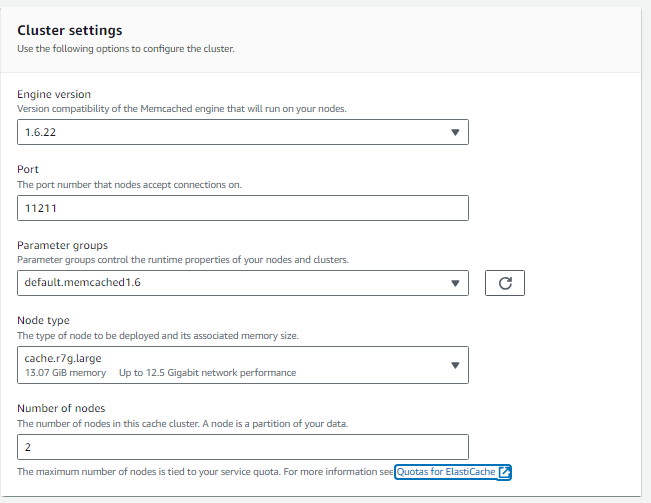 Cluster settings
Use the following options to configure the cluster.
Engine version
Version compatibility of the Memcached engine that will run on your nodes.
1.6.22
Port
The port number that nodes accept connections on.
11211
Parameter groups
Parameter groups control the runtime properties of your nodes and clusters.
default.memcached1.6
Node type
The type of node to be deployed and its associated memory size.
cache.r7g.large
13.07 GiB memory Up to 12.5 Gigabit network performance
Number of nodes
The number of nodes in this cache cluster. A node is a partition of your data.
2
The maximum number of nodes is tied to your service quota. For more information see Quotas for ElastiCache